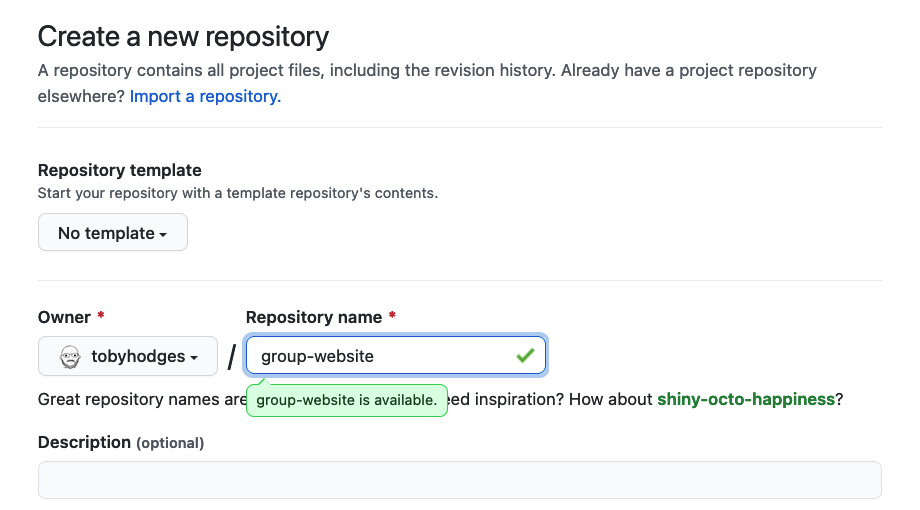 Create a new repository
A repository contains all project files, including the revision history. Already have a project repository
elsewhere? Import a repository.
Repository template
Start your repository with a template repository's contents.
No template
Owner * Repository name *
tobyhodges / group-website
Great repository names are eed inspiration? How about shiny-octo-happiness?
group-website is available.
Description (optional)